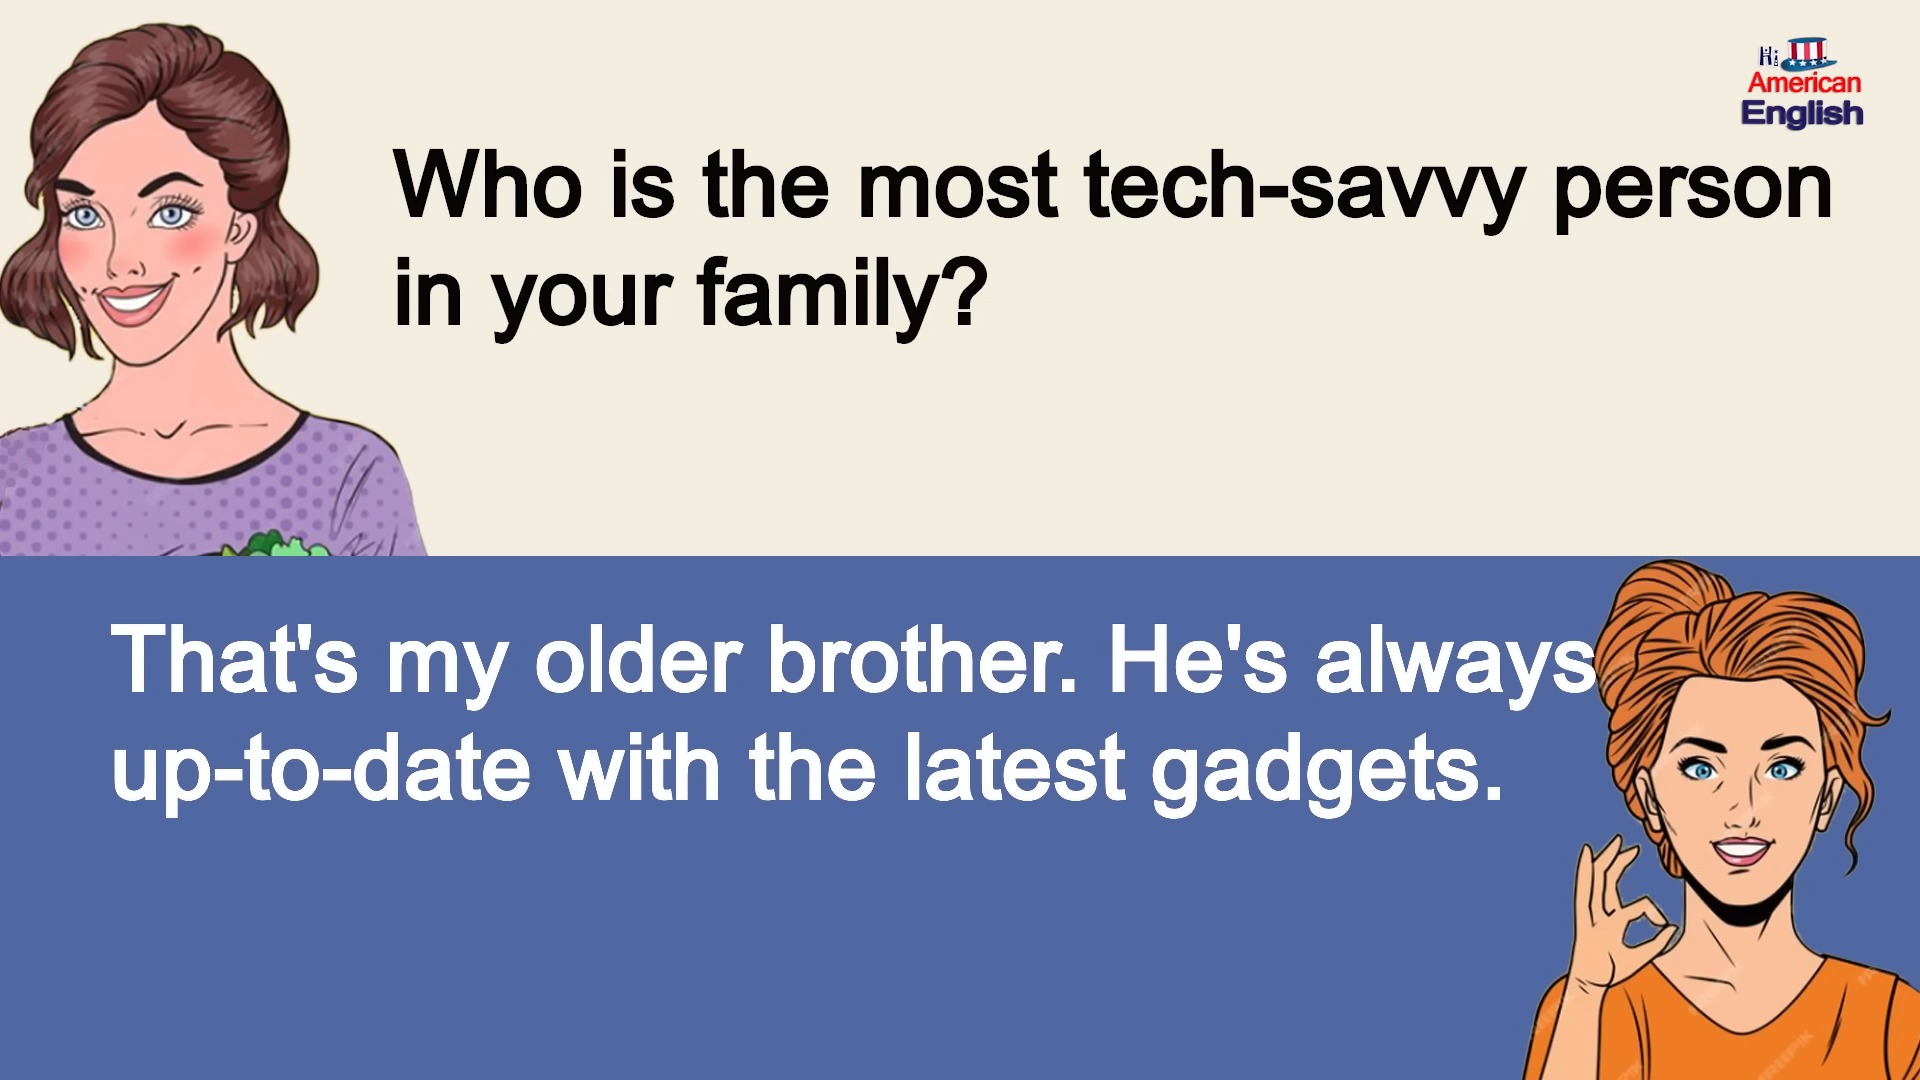 Hi
American
English
Who is the most tech-savvy person
in your family?
That's my older brother. He's always
up-to-date with the latest gadgets.